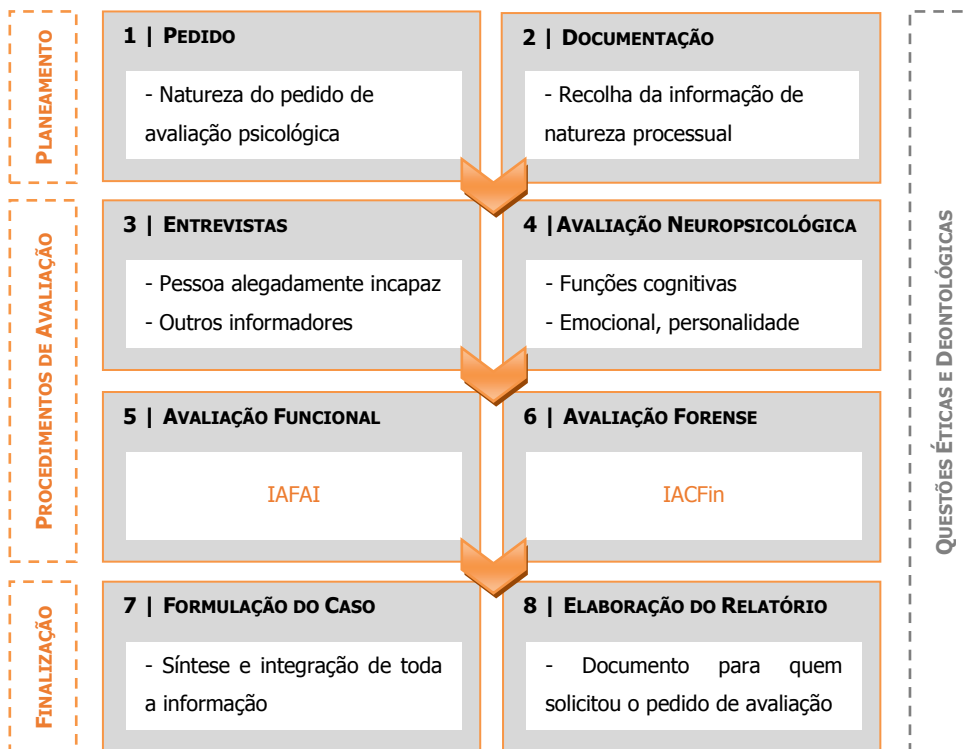 PLANEAMENTO
1 | PEDIDO
- Natureza do pedido de
avaliação psicológica
2 | DOCUMENTAÇÃO
- Recolha da informação de
natureza processual
PROCEDIMENTOS DE AVALIAÇÃO
3 | ENTREVISTAS
- Pessoa alegadamente incapaz
- Outros informadores
4 |AVALIAÇÃO NEUROPSICOLÓGICA
- Funções cognitivas
- Emocional, personalidade
5 | AVALIAÇÃO FUNCIONAL
IAFAI
6 | AVALIAÇÃO FORENSE
IACFin
FINALIZAÇÃO
7 | FORMULAÇÃO DO CASO
- Síntese e integração de toda
a informação
8 | ELABORAÇÃO DO RELATÓRIO
- Documento para quem
solicitou o pedido de avaliação
QUESTÕES ÉTICAS E DEONTOLÓGICAS